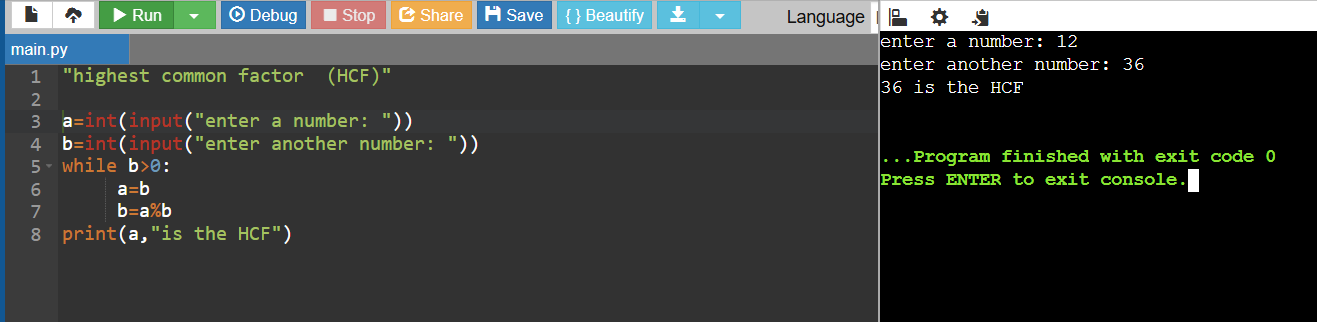 Run Debug Stop Share Save { } Beautify Language
main.py
1 "highest common factor  (HCF)"
2
3 a=int(input("enter a number: "))
4 b=int(input("enter another number: "))
5 while b>0:
6     a=b
7     b=a%b
8 print(a,"is the HCF")
enter a number: 12
enter another number: 36
36 is the HCF
...Program finished with exit code 0
Press ENTER to exit console.